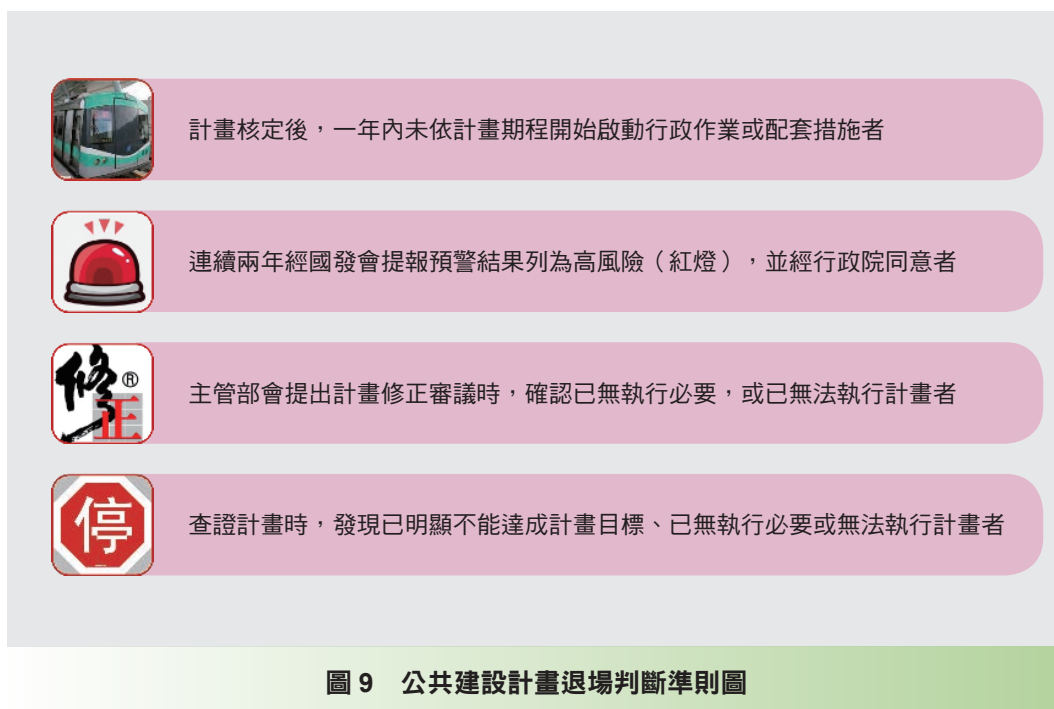 計畫核定後，一年內未依計畫期程開始啟動行政作業或配套措施者
連續兩年經國發會提報預警結果列為高風險（紅燈），並經行政院同意者
修正®
主管部會提出計畫修正審議時，確認已無執行必要，或已無法執行計畫者
停
查證計畫時，發現已明顯不能達成計畫目標、已無執行必要或無法執行計畫者
圖 9　公共建設計畫退場判斷準則圖